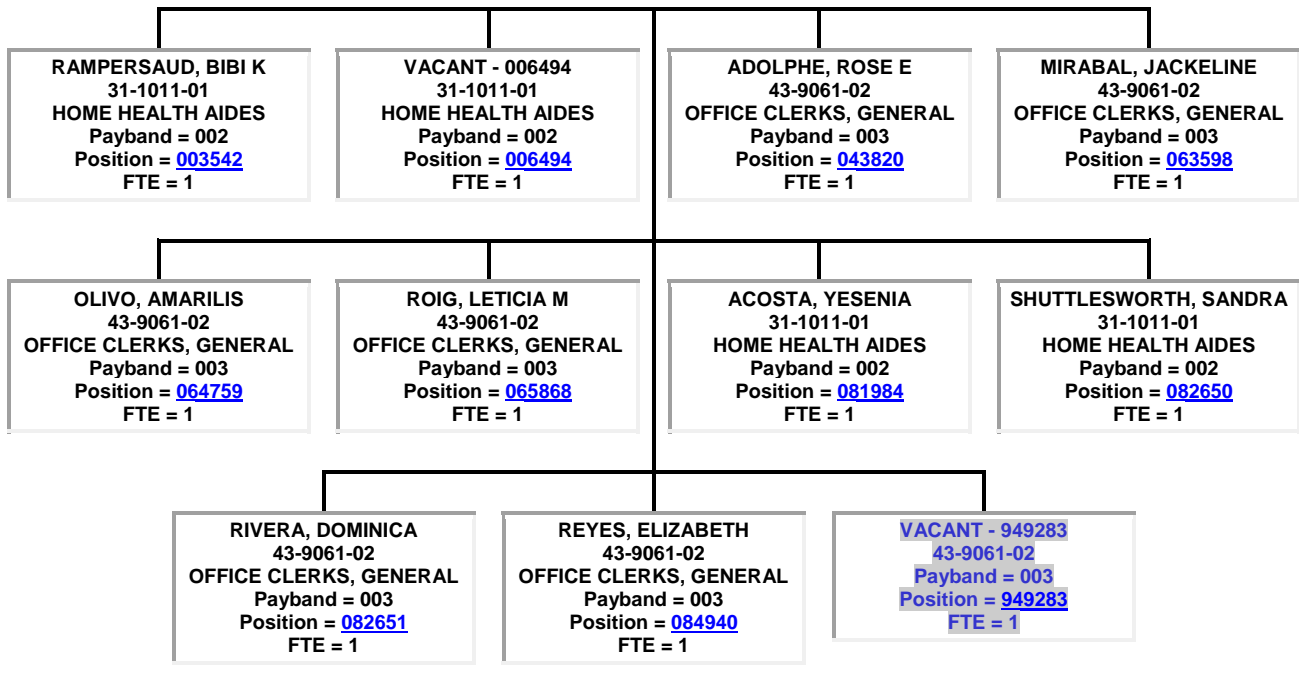 RAMPERSAUD, BIBI K
31-1011-01
HOME HEALTH AIDES
Payband = 002
Position = 003542
FTE = 1
VACANT - 006494
31-1011-01
HOME HEALTH AIDES
Payband = 002
Position = 006494
FTE = 1
ADOLPHE, ROSE E
43-9061-02
OFFICE CLERKS, GENERAL
Payband = 003
Position = 043820
FTE = 1
MIRABAL, JACKELINE
43-9061-02
OFFICE CLERKS, GENERAL
Payband = 003
Position = 063598
FTE = 1
OLIVO, AMARILIS
43-9061-02
OFFICE CLERKS, GENERAL
Payband = 003
Position = 064759
FTE = 1
ROIG, LETICIA M
43-9061-02
OFFICE CLERKS, GENERAL
Payband = 003
Position = 065868
FTE = 1
ACOSTA, YESENIA
31-1011-01
HOME HEALTH AIDES
Payband = 002
Position = 081984
FTE = 1
SHUTTLESWORTH, SANDRA
31-1011-01
HOME HEALTH AIDES
Payband = 002
Position = 082650
FTE = 1
RIVERA, DOMINICA
43-9061-02
OFFICE CLERKS, GENERAL
Payband = 003
Position = 082651
FTE = 1
REYES, ELIZABETH
43-9061-02
OFFICE CLERKS, GENERAL
Payband = 003
Position = 084940
FTE = 1
VACANT - 949283
43-9061-02
Payband = 003
Position = 949283
FTE = 1